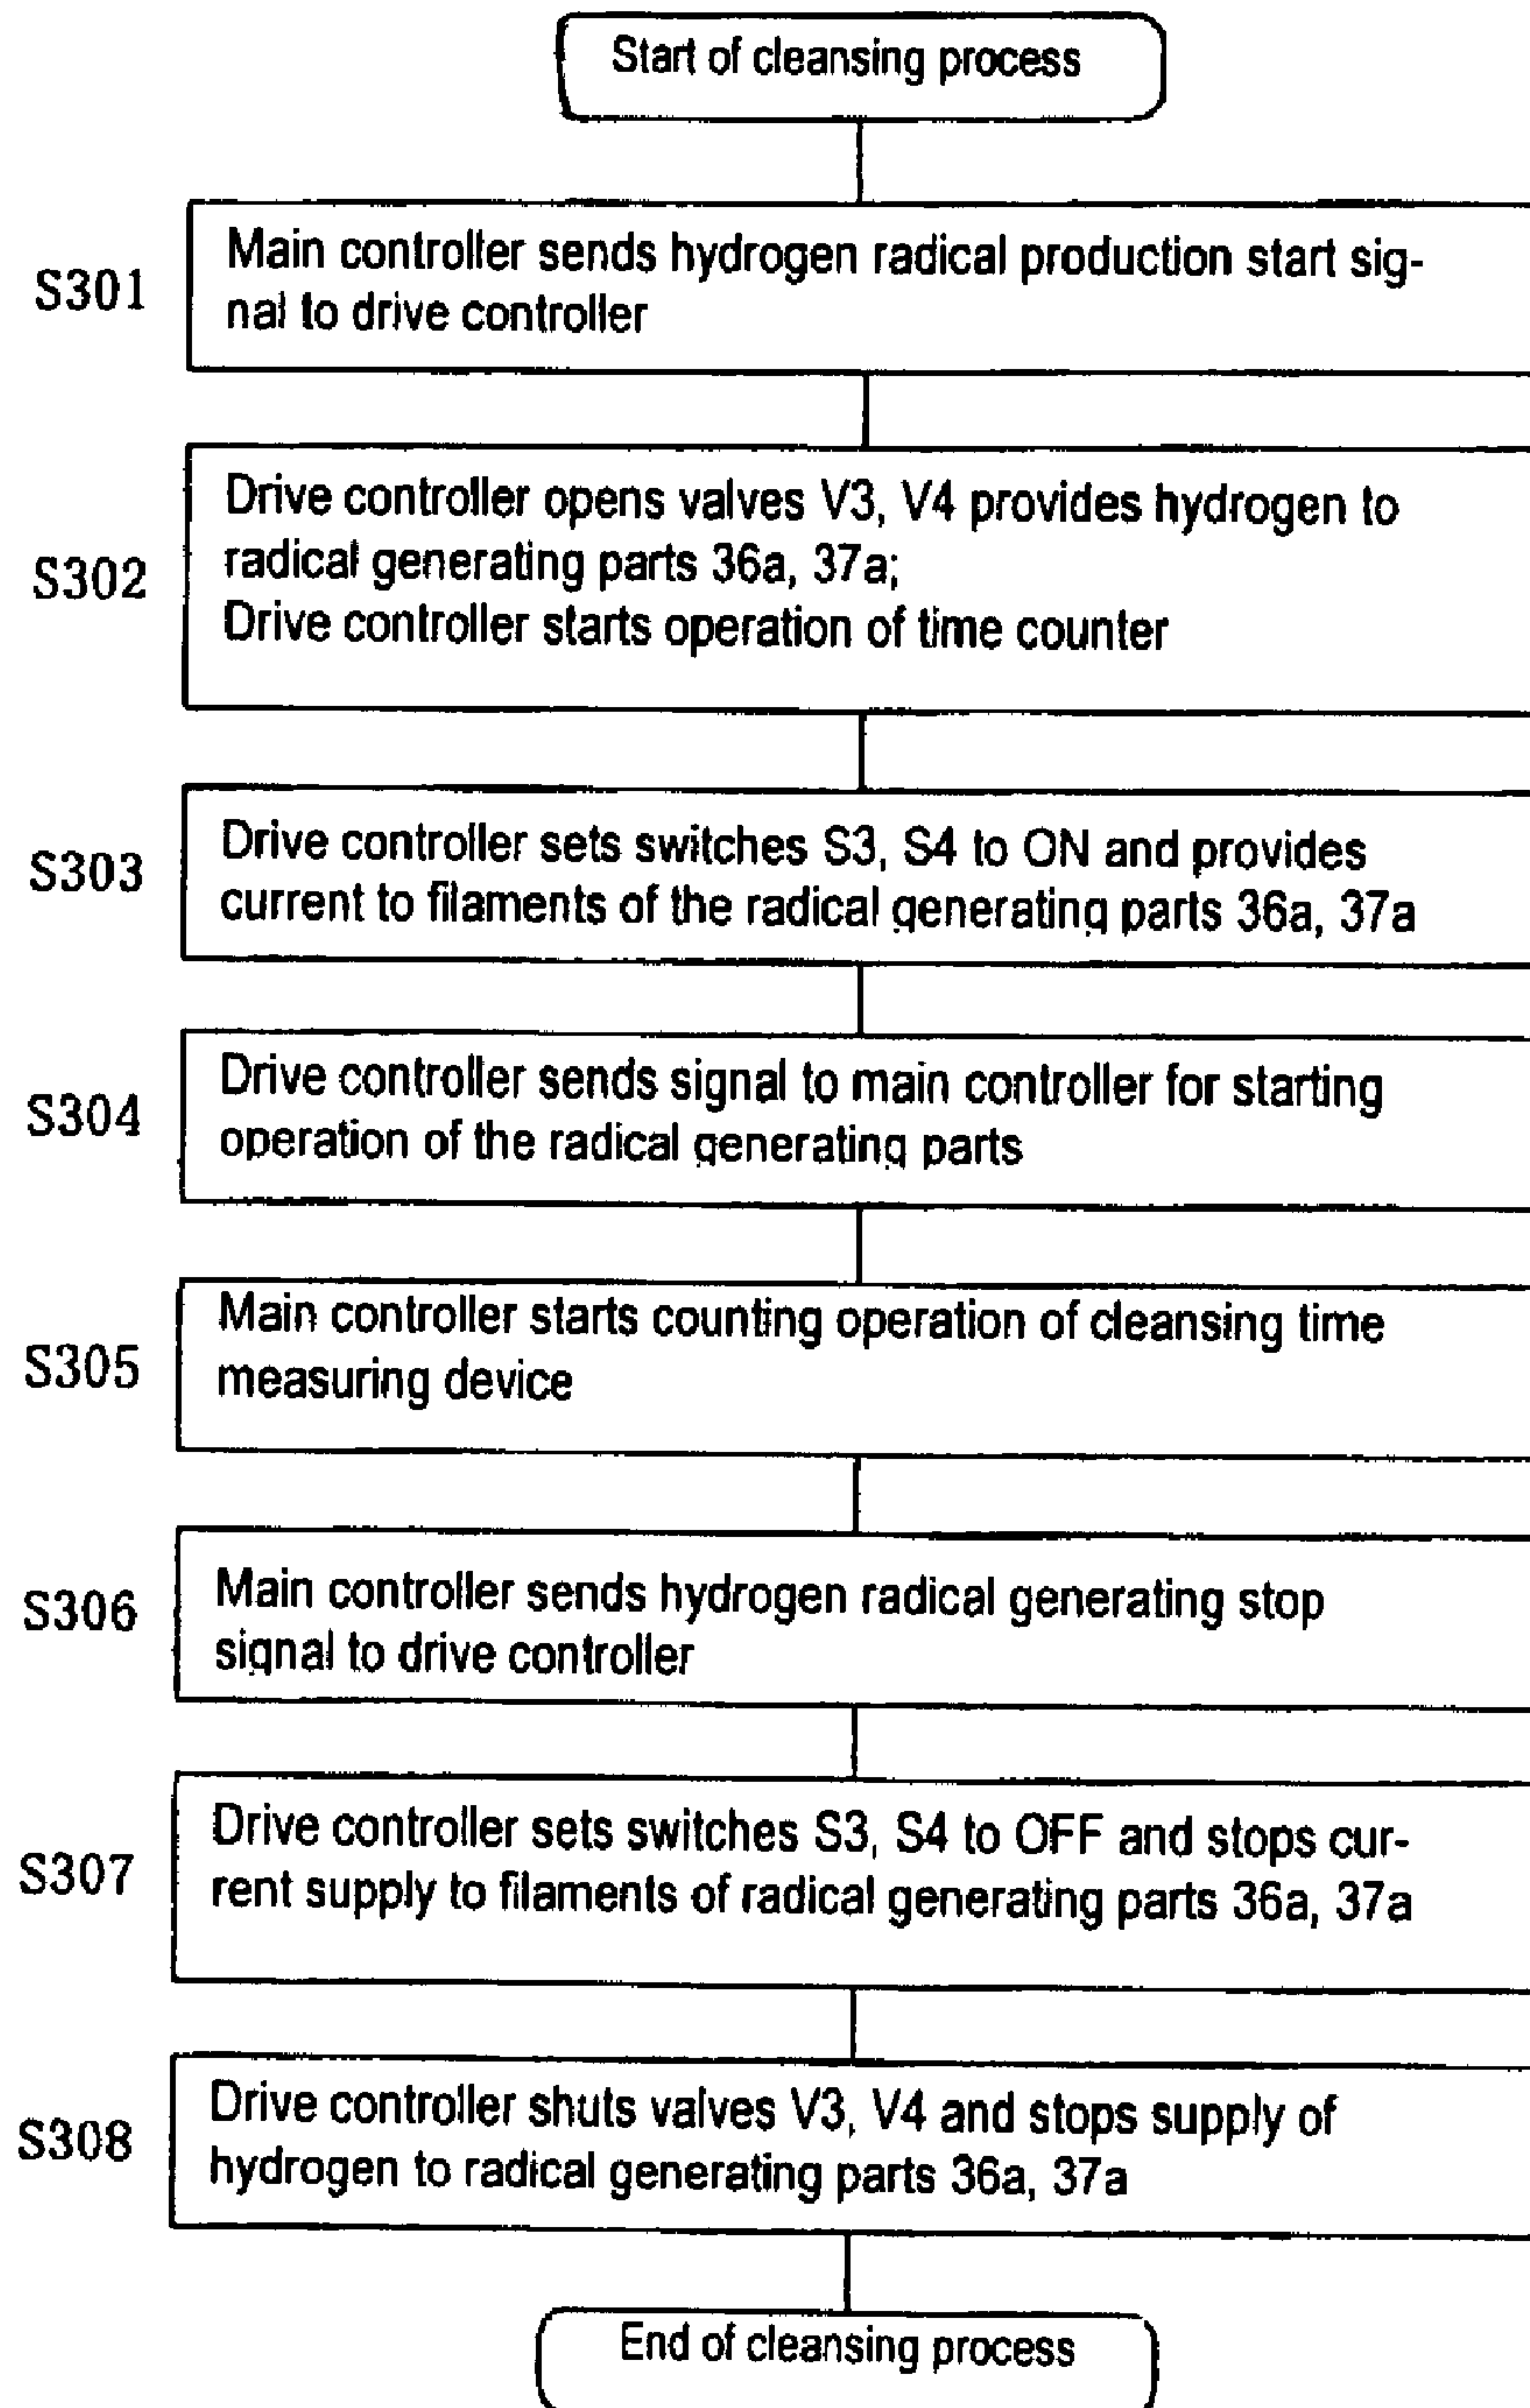 Start of cleansing process
S301
Main controller sends hydrogen radical production start sig-
nal to drive controller
S302
Drive controller opens valves V3, V4 provides hydrogen to
radical generating parts 36a, 37a;
Drive controller starts operation of time counter
S303
Drive controller sets switches S3, S4 to ON and provides
current to filaments of the radical generating parts 36a, 37a
S304
Drive controller sends signal to main controller for starting
operation of the radical generating parts
S305
Main controller starts counting operation of cleansing time
measuring device
S306
Main controller sends hydrogen radical generating stop
signal to drive controller
S307
Drive controller sets switches S3, S4 to OFF and stops cur-
rent supply to filaments of radical generating parts 36a, 37a
S308
Drive controller shuts valves V3, V4 and stops supply of
hydrogen to radical generating parts 36a, 37a
End of cleansing process